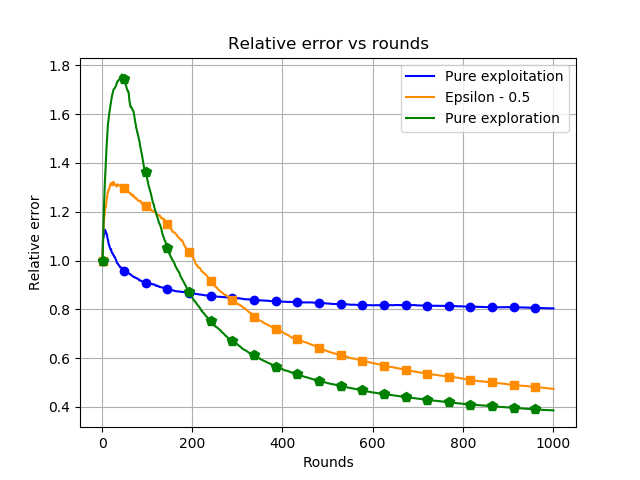 Relative error vs rounds
Pure exploitation
Epsilon - 0.5
Pure exploration
1.8
1.6
1.4
1.2
1.0
0.8
0.6
0.4
Relative error
0
200
400
600
800
1000
Rounds